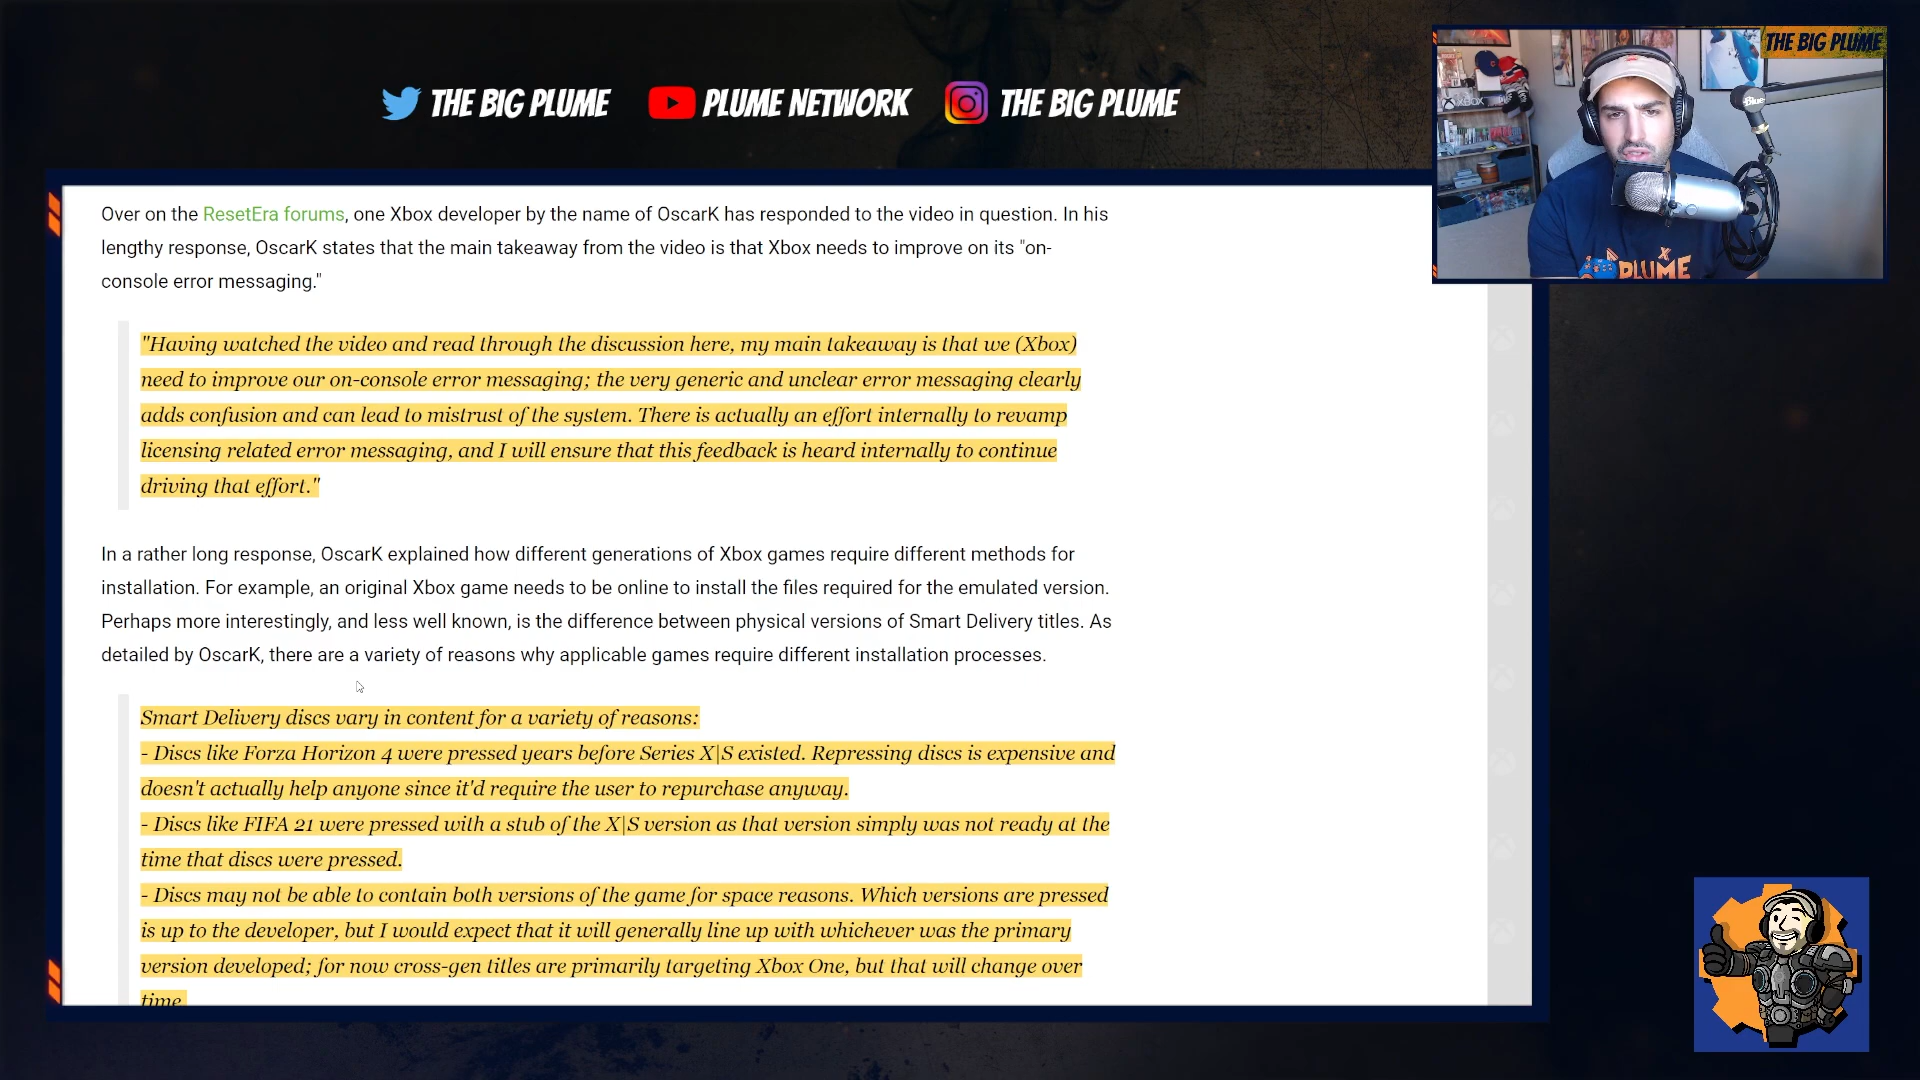 THE BIG PLUME
PLUME NETWORK
THE BIG PLUME
THE BIG PLUME
XBOX
Blue
PLUME
Over on the ResetEra forums, one Xbox developer by the name of OscarK has responded to the video in question. In his
lengthy response, OscarK states that the main takeaway from the video is that Xbox needs to improve on its "on-
console error messaging."
"Having watched the video and read through the discussion here, my main takeaway is that we (Xbox)
need to improve our on-console error messaging; the very generic and unclear error messaging clearly
adds confusion and can lead to mistrust of the system. There is actually an effort internally to revamp
licensing related error messaging, and I will ensure that this feedback is heard internally to continue
driving that effort."
In a rather long response, OscarK explained how different generations of Xbox games require different methods for
installation. For example, an original Xbox game needs to be online to install the files required for the emulated version.
Perhaps more interestingly, and less well known, is the difference between physical versions of Smart Delivery titles. As
detailed by OscarK, there are a variety of reasons why applicable games require different installation processes.
Smart Delivery discs vary in content for a variety of reasons:
- Discs like Forza Horizon 4 were pressed years before Series X|S existed. Repressing discs is expensive and
doesn't actually help anyone since it'd require the user to repurchase anyway.
- Discs like FIFA 21 were pressed with a stub of the X|S version as that version simply was not ready at the
time that discs were pressed.
- Discs may not be able to contain both versions of the game for space reasons. Which versions are pressed
is up to the developer, but I would expect that it will generally line up with whichever was the primary
version developed; for now cross-gen titles are primarily targeting Xbox One, but that will change over
time.